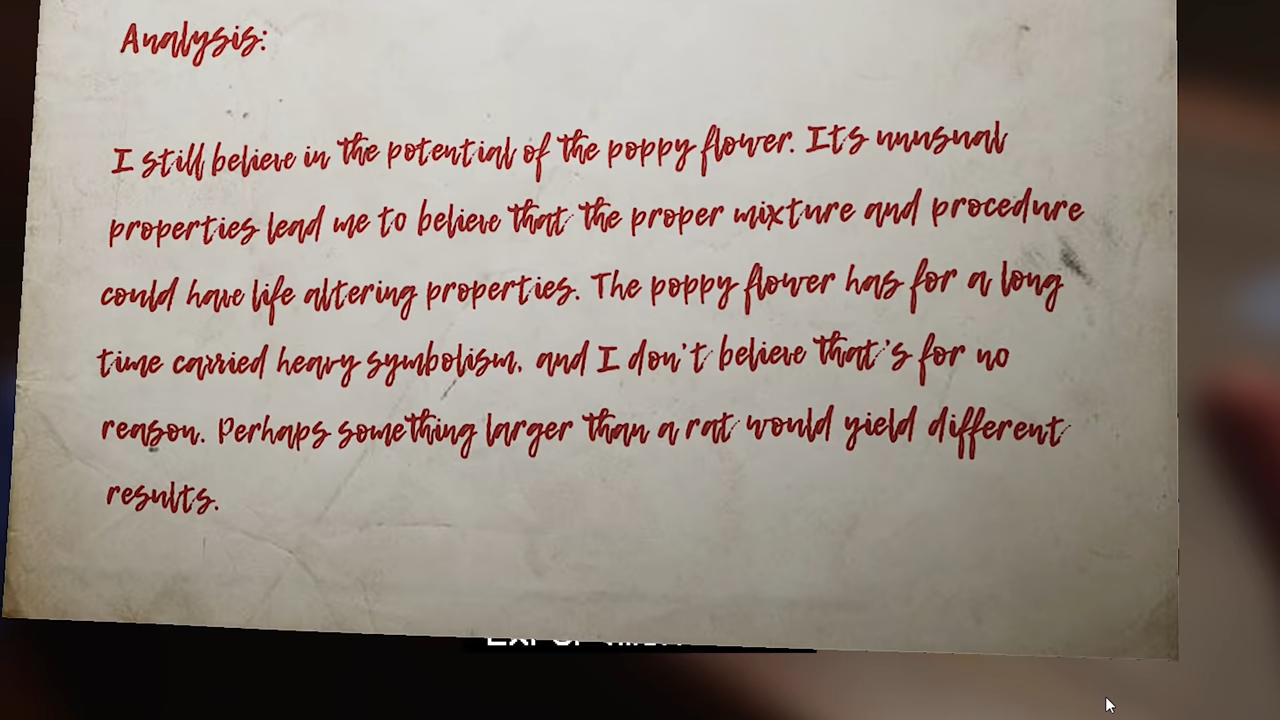 Analysis:
I still believe in the potential of the poppy flower. Its unusual
properties lead me to believe that the proper mixture and procedure
could have life altering properties. The poppy flower has for a long
time carried heavy symbolism, and I don't believe that's for no
reason. Perhaps something larger than a rat would yield different
results.